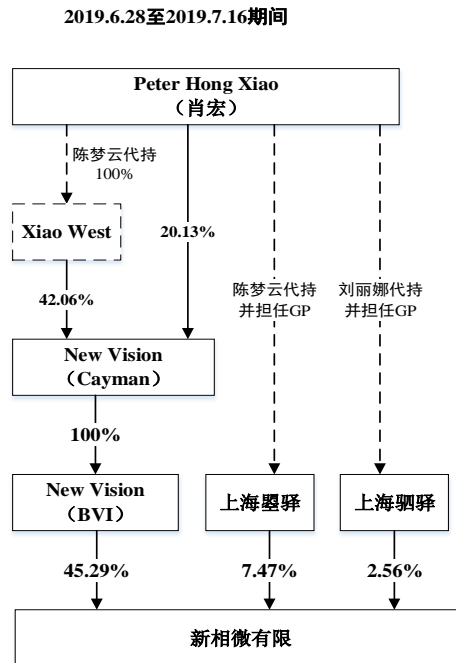 2019.6.28至2019.7.16期间
Peter Hong Xiao
（肖宏）
陈梦云代持
100%
Xiao West
20.13%
42.06%
陈梦云代持
并担任GP
刘丽娜代持
并担任GP
New Vision
（Cayman）
100%
New Vision
（BVI）
上海曌驿
上海驷驿
45.29%
7.47%
2.56%
新相微有限